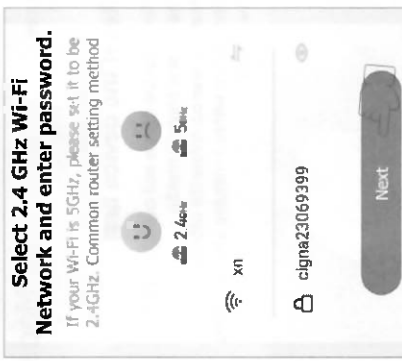 Select 2.4 GHz Wi-Fi
Network and enter password.
If your Wi-Fi is 5GHz, please set it to be
2.4GHz. Common router setting method
2.4GHz
5GHz
xn
cigna23069399
Next